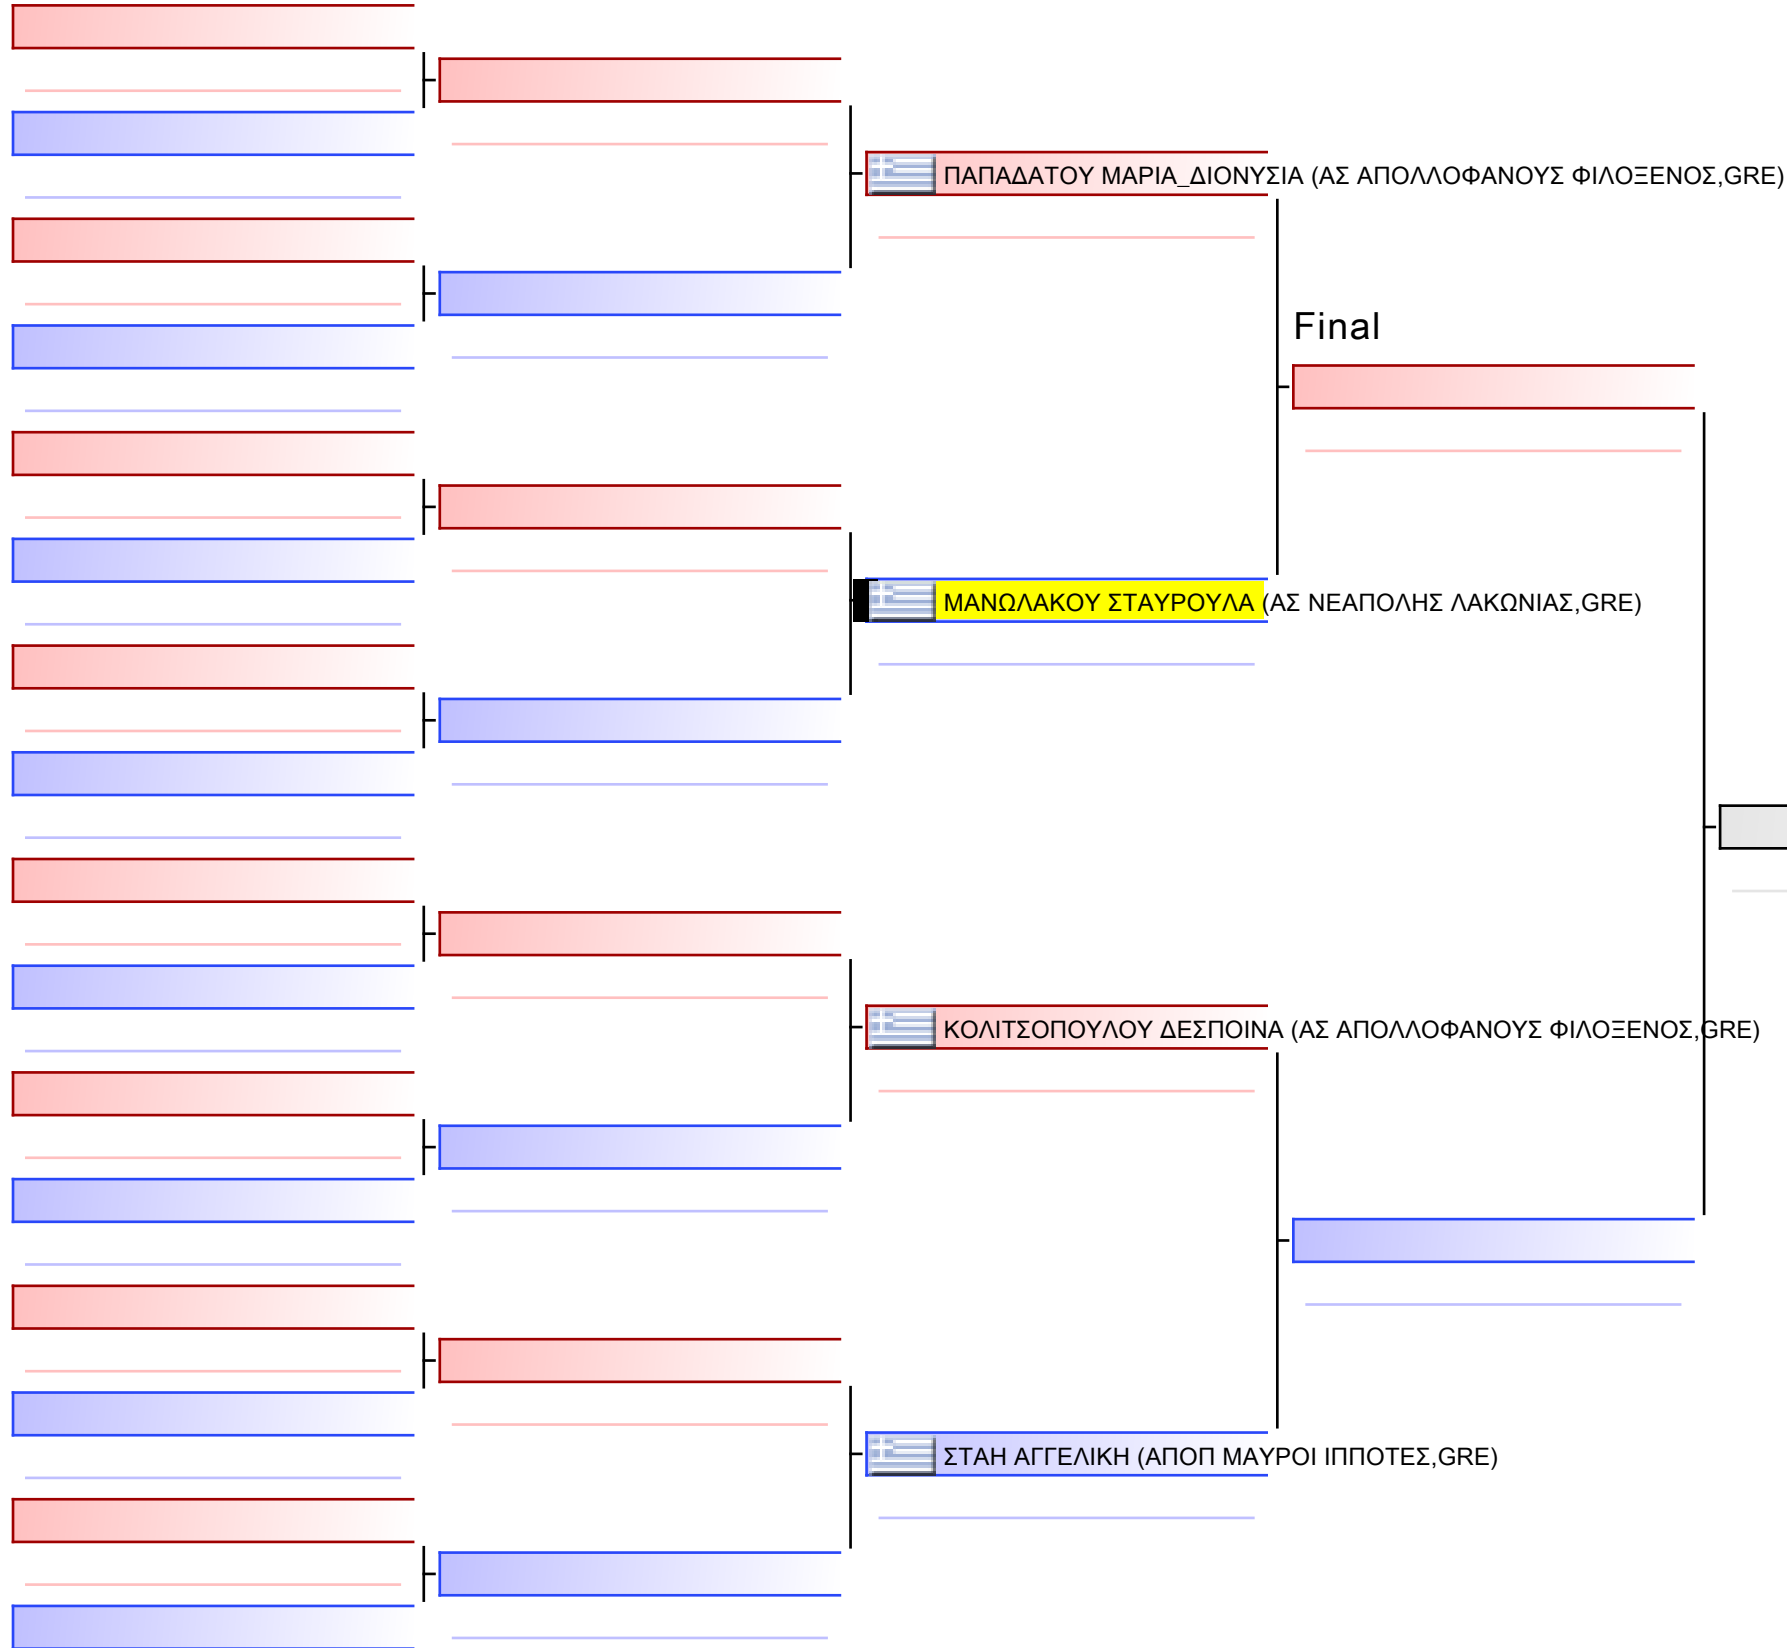 ΠΑΠΑΔΑΤΟΥ ΜΑΡΙΑ_ΔΙΟΝΥΣΙΑ (ΑΣ ΑΠΟΛΛΟΦΑΝΟΥΣ ΦΙΛΟΞΕΝΟΣ,GRE)
Final
ΜΑΝΩΛΑΚΟΥ ΣΤΑΥΡΟΥΛΑ (ΑΣ ΝΕΑΠΟΛΗΣ ΛΑΚΩΝΙΑΣ,GRE)
ΚΟΛΙΤΣΟΠΟΥΛΟΥ ΔΕΣΠΟΙΝΑ (ΑΣ ΑΠΟΛΛΟΦΑΝΟΥΣ ΦΙΛΟΞΕΝΟΣ,GRE)
ΣΤΑΗ ΑΓΓΕΛΙΚΗ (ΑΠΟΠ ΜΑΥΡΟΙ ΙΠΠΟΤΕΣ,GRE)